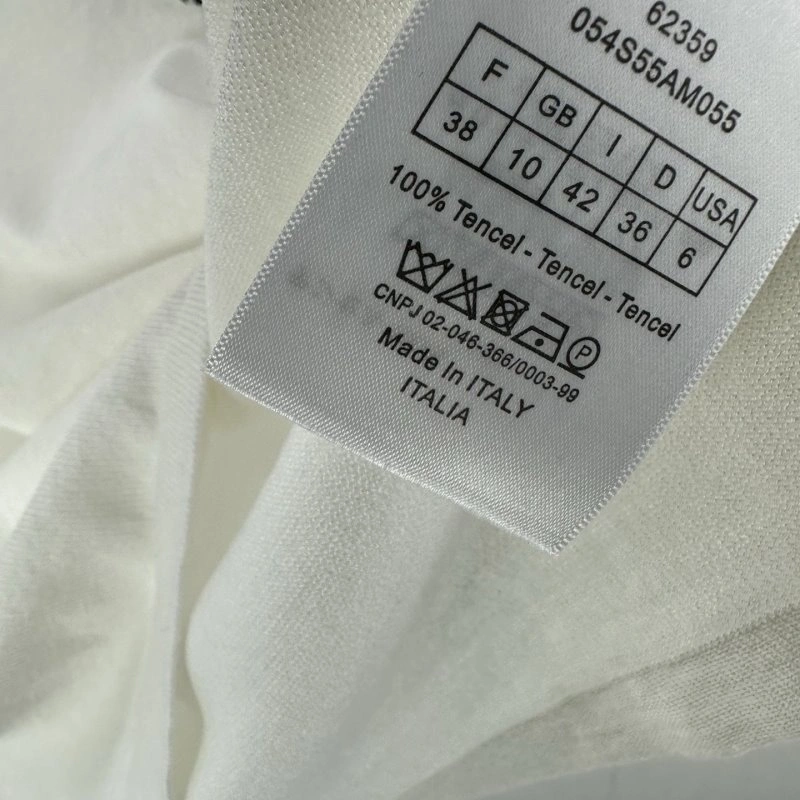 62359
054S55AM055
F GB I D USA
38 10 42 36 6
100% Tencel - Tencel - Tencel
P
CNPJ 02-046-366/0003-99
Made In ITALY
ITALIA